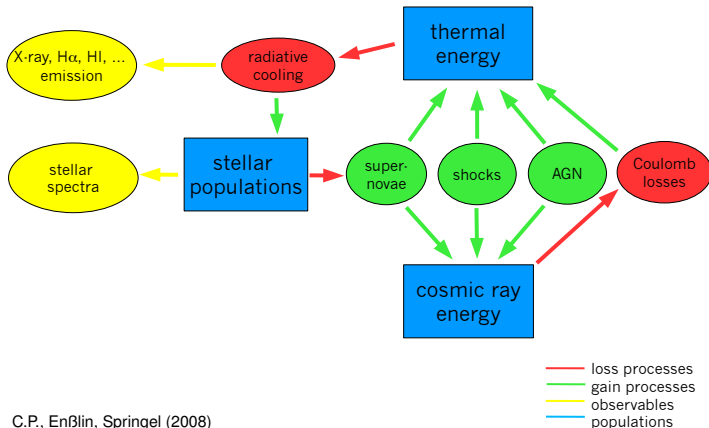 X-ray, Hα, HI, ...
emission
radiative
cooling
thermal
energy
stellar
spectra
stellar
populations
super-
novae
shocks
AGN
Coulomb
losses
cosmic ray
energy
loss processes
gain processes
observables
populations
C.P., Enßlin, Springel (2008)